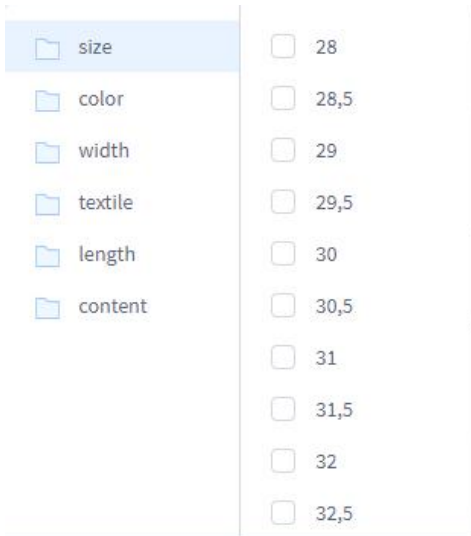 size
color
width
textile
length
content
28
28,5
29
29,5
30
30,5
31
31,5
32
32,5